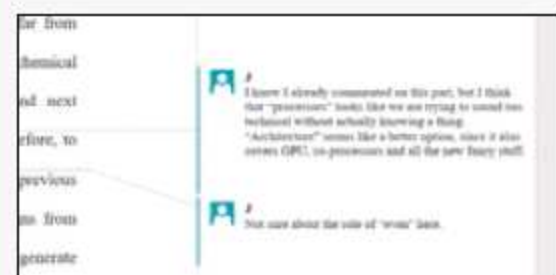 far from
chemical
nd next
efore, to
previous
ns from
generate
I know I already commented on this part, but I think
that "processors" looks like we are trying to sound too
technical without actually knowing a thing.
"Architecture" seems like a better option, since it also
covers GPU, co-processors and all the new fancy stuff.
Not sure about the role of "were" here.